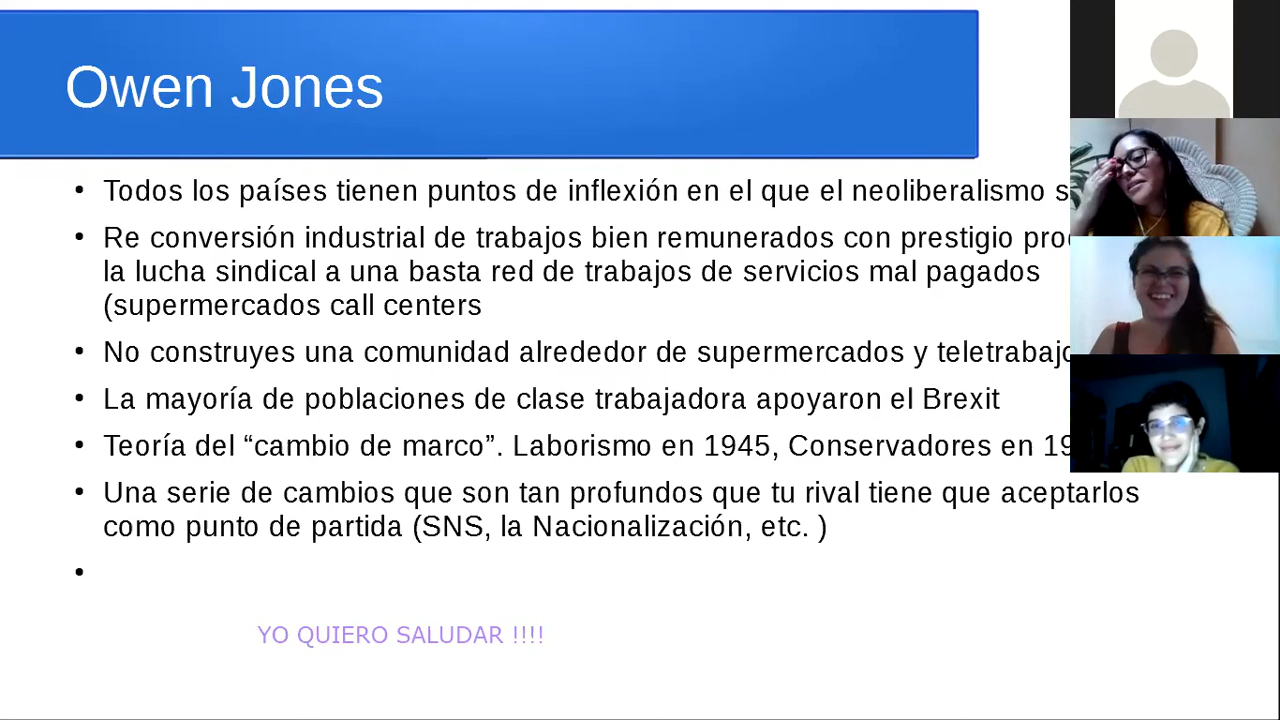 Owen Jones
Todos los países tienen puntos de inflexión en el que el neoliberalismo
Re conversión industrial de trabajos bien remunerados con prestigio
la lucha sindical a una basta red de trabajos de servicios mal pagados
(supermercados call centers
No construyes una comunidad alrededor de supermercados y teletrabajo
La mayoría de poblaciones de clase trabajadora apoyaron el Brexit
Teoría del “cambio de marco”. Laborismo en 1945, Conservadores en
Una serie de cambios que son tan profundos que tu rival tiene que aceptarlos
como punto de partida (SNS, la Nacionalización, etc. )
YO QUIERO SALUDAR !!!!